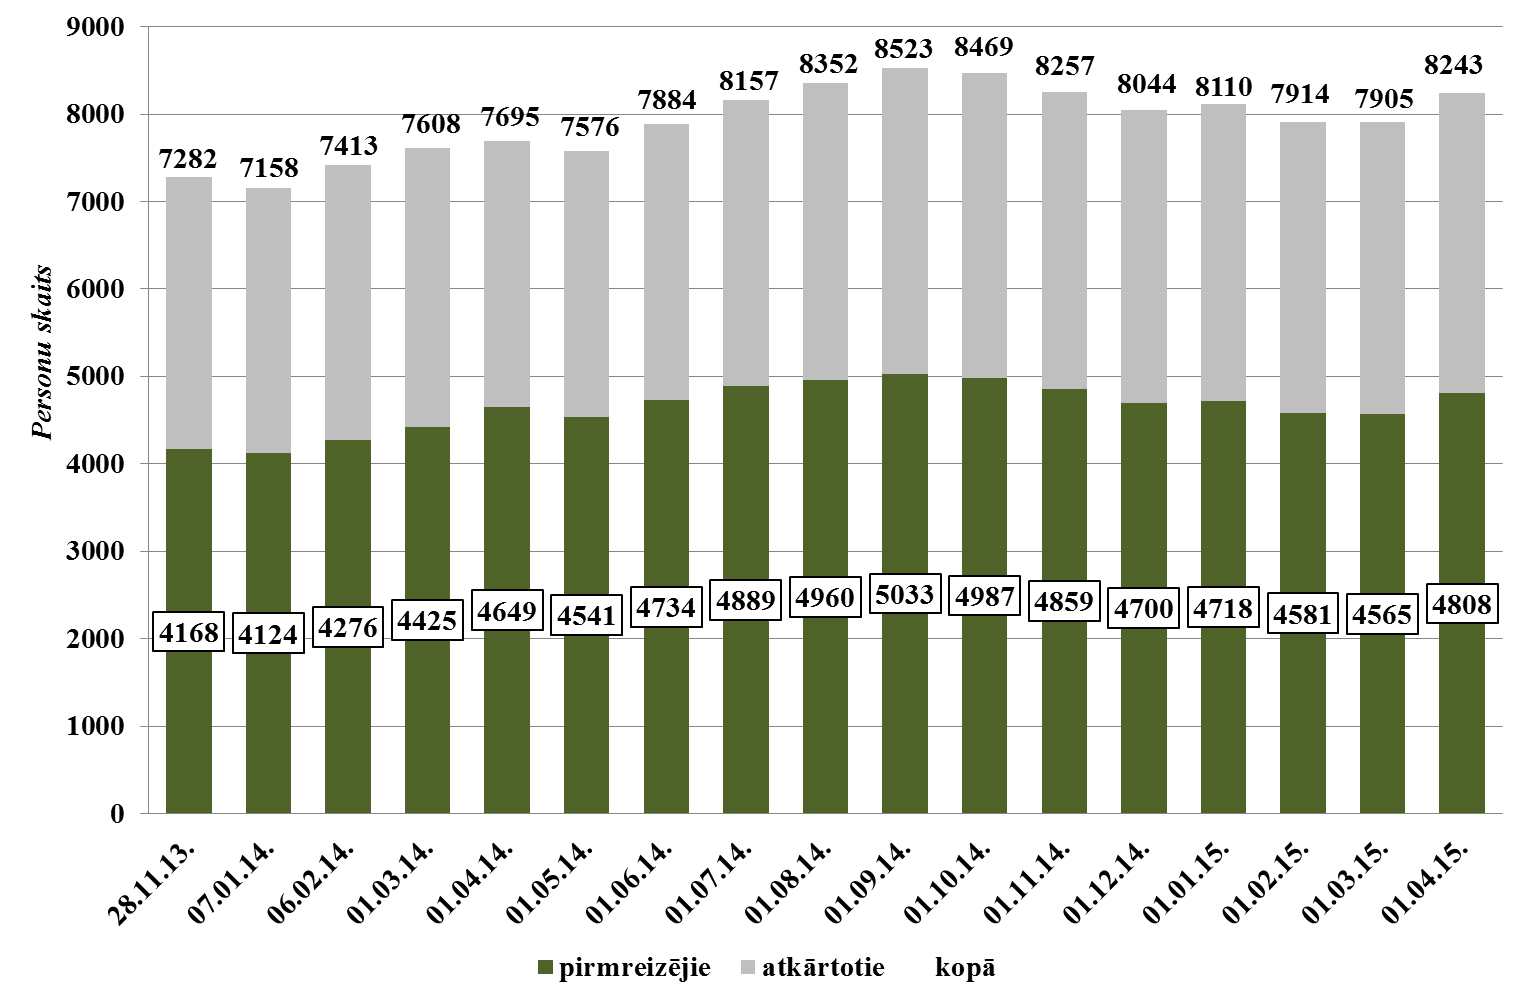 9000
8000
7000
6000
5000
4000
3000
2000
1000
0
Personu skaits
7282 7158 7413 7608 7695 7576 7884 8157 8352 8523 8469 8257 8044 8110 7914 7905 8243
4168 4124 4276 4425 4649 4541 4734 4889 4960 5033 4987 4859 4700 4718 4581 4565 4808
28.11.13. 07.01.14. 06.02.14. 01.03.14. 01.04.14. 01.05.14. 01.06.14. 01.07.14. 01.08.14. 01.09.14. 01.10.14. 01.11.14. 01.12.14. 01.01.15. 01.02.15. 01.03.15. 01.04.15.
pirmreizējie atkārtotie kopā